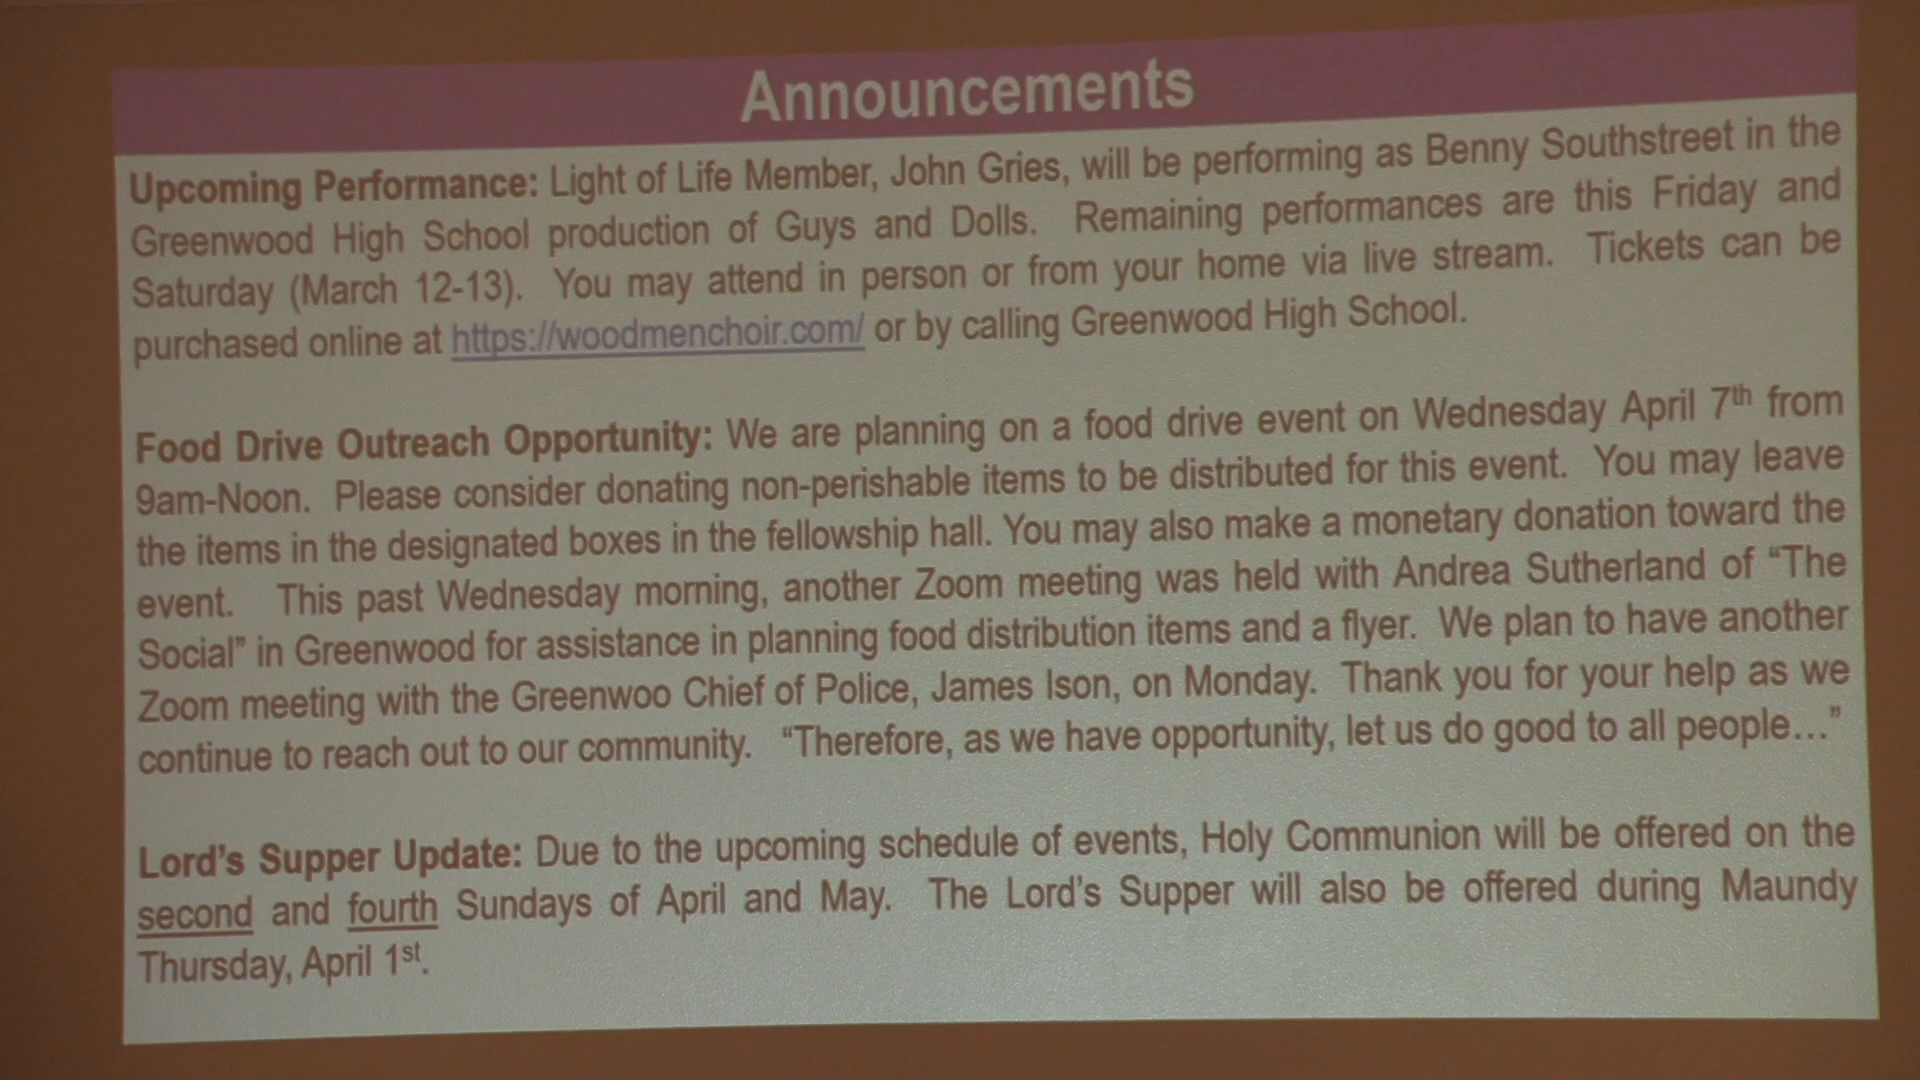 Announcements
Upcoming Performance: Light of Life Member, John Gries, will be performing as Benny Southstreet in the
Greenwood High School production of Guys and Dolls. Remaining performances are this Friday and
Saturday (March 12-13). You may attend in person or from your home via live stream. Tickets can be
purchased online at https://woodmenchoir.com/ or by calling Greenwood High School.
Food Drive Outreach Opportunity: We are planning on a food drive event on Wednesday April 7th from
9am-Noon. Please consider donating non-perishable items to be distributed for this event. You may leave
the items in the designated boxes in the fellowship hall. You may also make a monetary donation toward the
event. This past Wednesday morning, another Zoom meeting was held with Andrea Sutherland of “The
Social” in Greenwood for assistance in planning food distribution items and a flyer. We plan to have another
Zoom meeting with the Greenwoo Chief of Police, James Ison, on Monday. Thank you for your help as we
continue to reach out to our community. “Therefore, as we have opportunity, let us do good to all people…”
Lord’s Supper Update: Due to the upcoming schedule of events, Holy Communion will be offered on the
second and fourth Sundays of April and May. The Lord’s Supper will also be offered during Maundy
Thursday, April 1st.